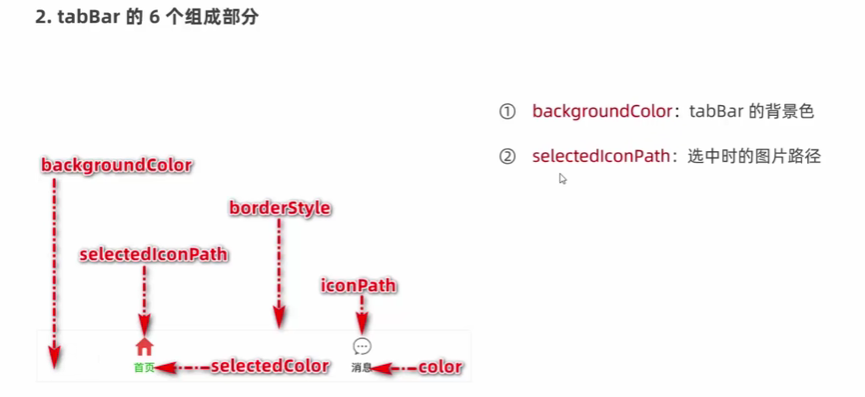 2. tabBar 的 6 个组成部分
① backgroundColor：tabBar 的背景色
② selectedIconPath：选中时的图片路径
backgroundColor
borderStyle
selectedIconPath
iconPath
首页
selectedColor
消息
color